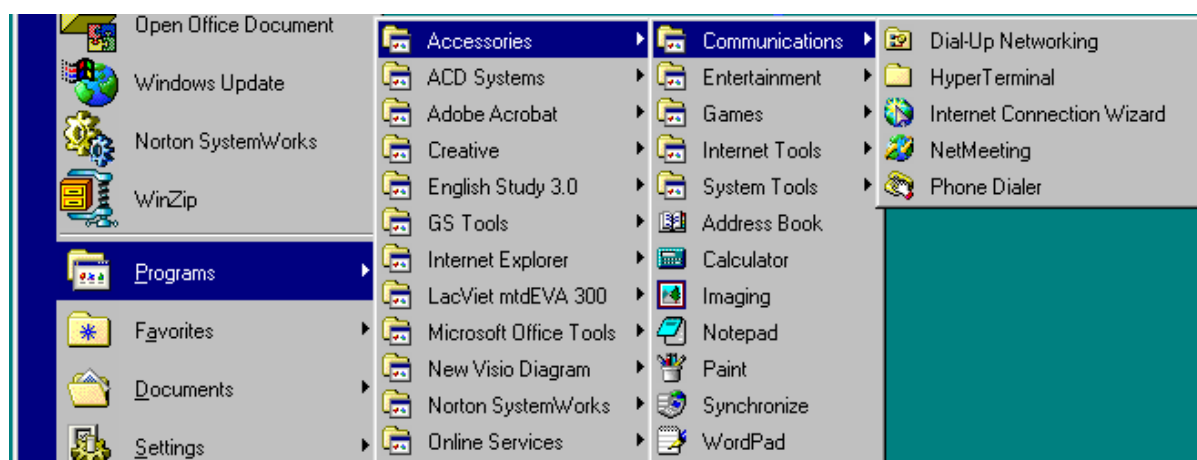 Open Office Document
Windows Update
Norton SystemWorks
WinZip
Programs
Favorites
Documents
Settings
Accessories
ACD Systems
Adobe Acrobat
Creative
English Study 3.0
GS Tools
Internet Explorer
LacViet mtdEVA 300
Microsoft Office Tools
New Visio Diagram
Norton SystemWorks
Online Services
Communications
Entertainment
Games
Internet Tools
System Tools
Address Book
Calculator
Imaging
Notepad
Paint
Synchronize
WordPad
Dial-Up Networking
HyperTerminal
Internet Connection Wizard
NetMeeting
Phone Dialer